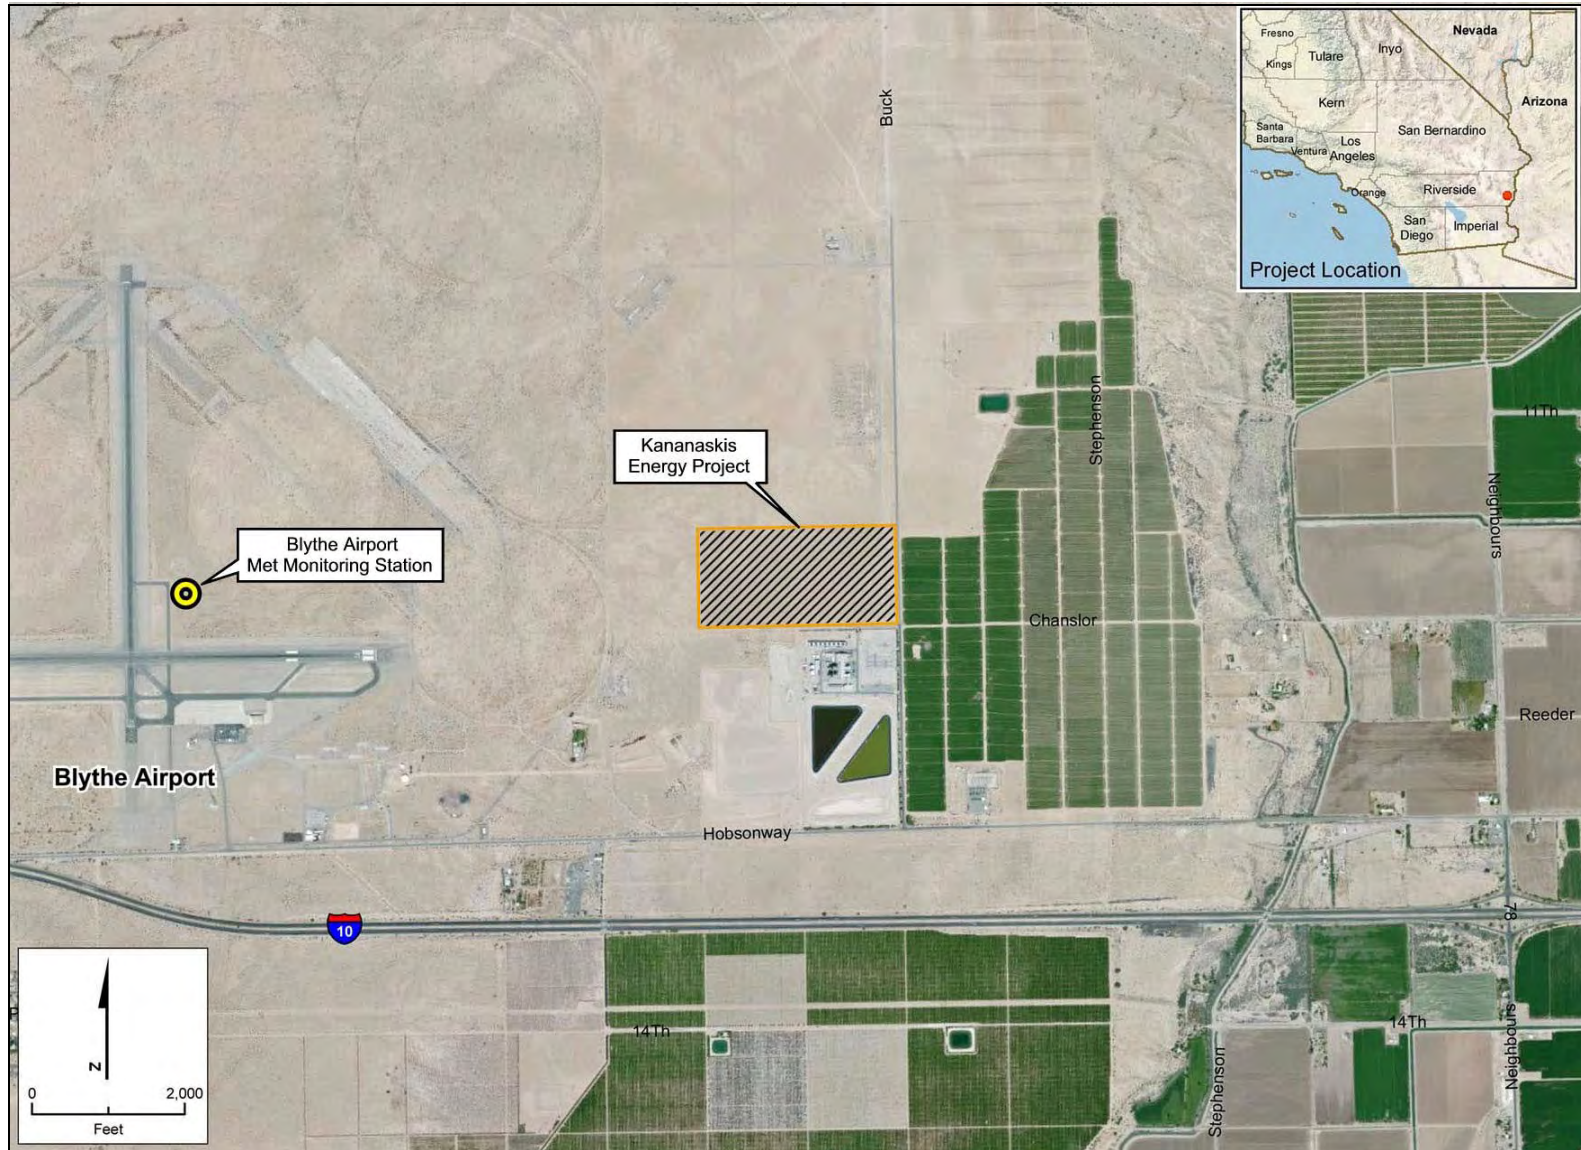 Buck
Fresno
Kings
Tulare
Inyo
Nevada
Kern
Arizona
San Bernardino
Santa
Barbara
Ventura
Los
Angeles
Orange
Riverside
San
Diego
Imperial
Project Location
11Th
Stephenson
Neighbours
Kananaskis
Energy Project
Blythe Airport
Met Monitoring Station
Chanslor
Reeder
Blythe Airport
Hobsonway
10
78
14Th
14Th
Stephenson
Neighbours
N
0
2,000
Feet